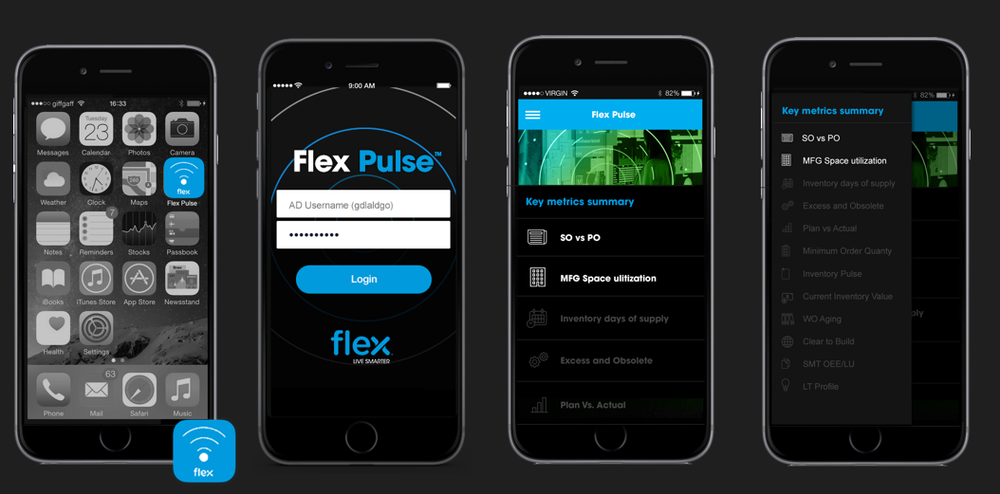 giffgaff 16:33
Tuesday
23
Messages Calendar Photos Camera
280
flex
Weather Clock Maps Flex Pulse
7
Notes Reminders Stocks Passbook
iBooks iTunes Store App Store Newsstand
Health Settings
63
Phone Mail Safari Music
flex
9:00 AM
Flex Pulse™
AD Username (gdlaldgo)
••••••••••
Login
flex.
LIVE SMARTER
VIRGIN 82%
Flex Pulse
Key metrics summary
SO vs PO
MFG Space ulitization
Inventory days of supply
Excess and Obsolete
Plan Vs. Actual
82%
Key metrics summary
SO vs PO
MFG Space utilization
Inventory days of supply
Excess and Obsolete
Plan vs Actual
Minimum Order Quanty
Inventory Pulse
Current Inventory Value
WO Aging
Clear to Build
SMT OEE/LU
LT Profile